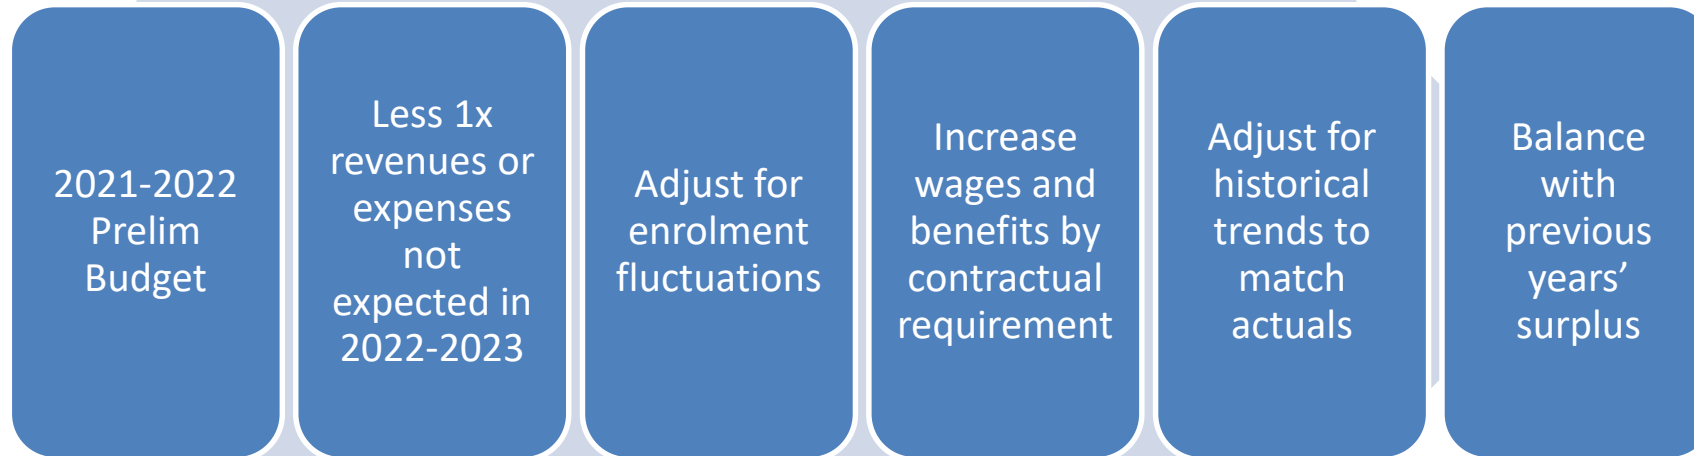 2021-2022
Prelim
Budget
Less 1x
revenues or
expenses
not
expected in
2022-2023
Adjust for
enrolment
fluctuations
Increase
wages and
benefits by
contractual
requirement
Adjust for
historical
trends to
match
actuals
Balance
with
previous
years’
surplus